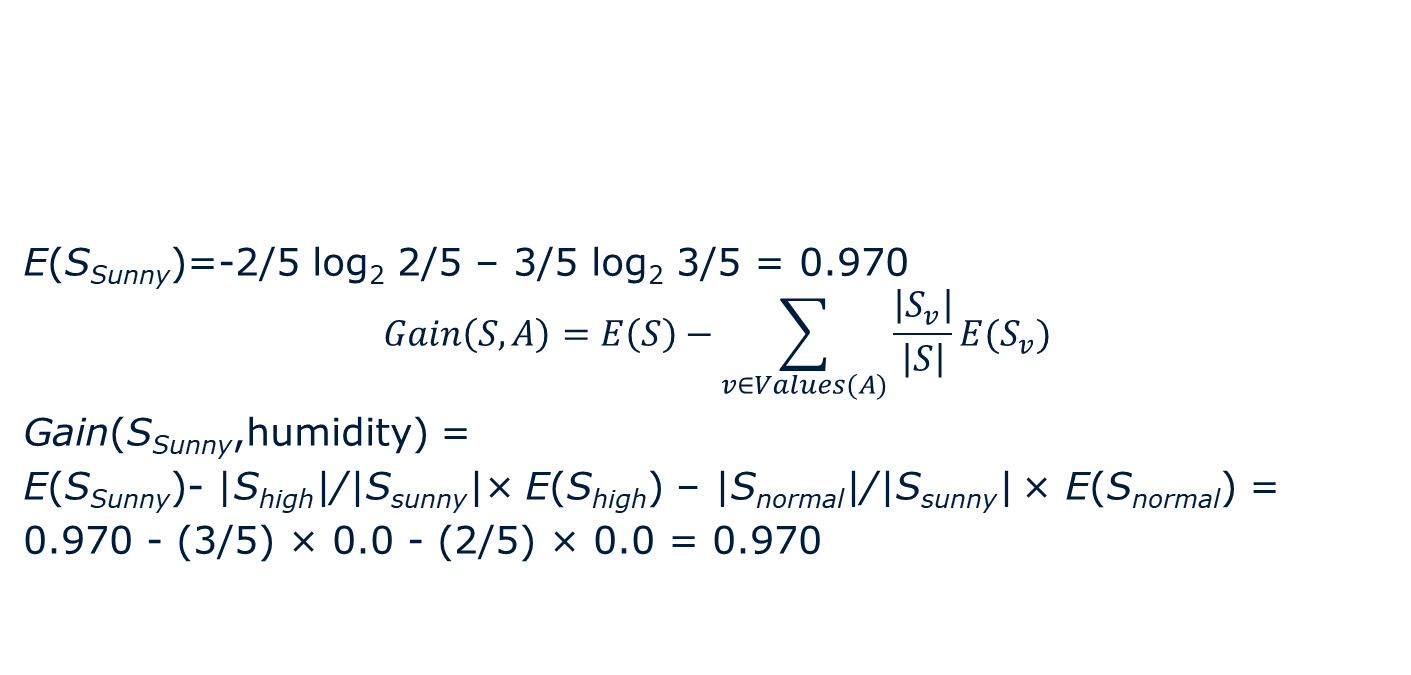 E(S_Sunny)=-2/5 log₂ 2/5 – 3/5 log₂ 3/5 = 0.970
Gain(S, A) = E(S) − ∑_{v∈Values(A)} |S_v|/|S| E(S_v)
Gain(S_Sunny,humidity) =
E(S_Sunny)- |S_high|/|S_sunny|× E(S_high) – |S_normal|/|S_sunny| × E(S_normal) =
0.970 - (3/5) × 0.0 - (2/5) × 0.0 = 0.970